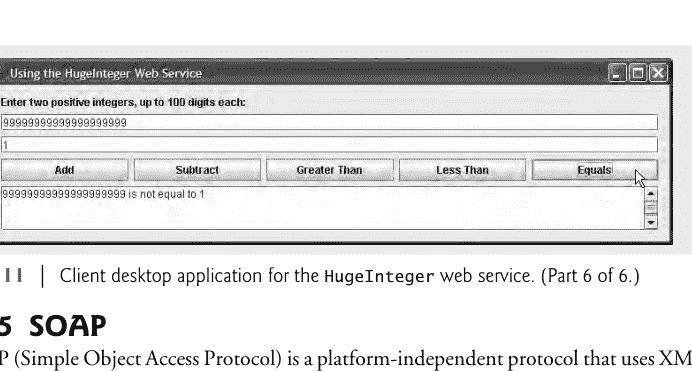 Using the HugeInteger Web Service
Enter two positive integers, up to 100 digits each:
99999999999999999999
1
Add Subtract Greater Than Less Than Equals
99999999999999999999 is not equal to 1
11 | Client desktop application for the HugeInteger web service. (Part 6 of 6.)
5 SOAP
P (Simple Object Access Protocol) is a platform-independent protocol that uses XM